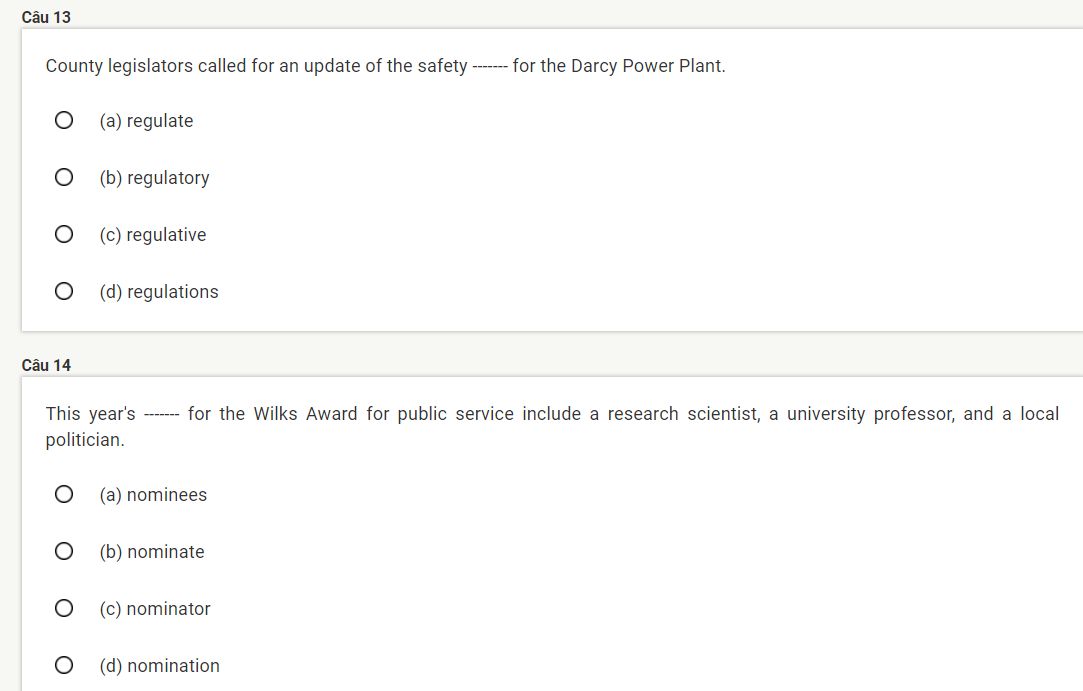 Câu 13
County legislators called for an update of the safety ------- for the Darcy Power Plant.
(a) regulate
(b) regulatory
(c) regulative
(d) regulations
Câu 14
This year's ------- for the Wilks Award for public service include a research scientist, a university professor, and a local
politician.
(a) nominees
(b) nominate
(c) nominator
(d) nomination